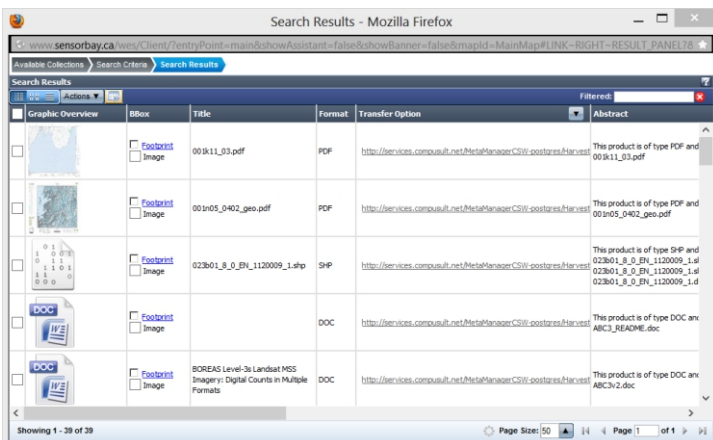 Search Results - Mozilla Firefox
www.sensorbay.ca/wes/Client/?entryPoint=main&showAssistant=false&showBanner=false&mapId=MainMap#LINK~RIGHT~RESULT_PANEL?8
Available Collections Search Criteria Search Results
Search Results
Actions ▼ Filtered:
Graphic Overview BBox Title Format Transfer Option Abstract
Footprint
Image
001k11_03.pdf
PDF
http://services.compusult.net/MetaManagerCSW-postgres/Harvest
This product is of type PDF and
001k11_03.pdf
Footprint
Image
001n05_0402_geo.pdf
PDF
http://services.compusult.net/MetaManagerCSW-postgres/Harvest
This product is of type PDF and
001n05_0402_geo.pdf
Footprint
Image
023b01_8_0_EN_1120009_1.shp
SHP
http://services.compusult.net/MetaManagerCSW-postgres/Harvest
This product is of type SHP and
023b01_8_0_EN_1120009_1.sl
023b01_8_0_EN_1120009_1.sl
023b01_8_0_EN_1120009_1.d
DOC
Footprint
Image
DOC
http://services.compusult.net/MetaManagerCSW-postgres/Harvest
This product is of type DOC and
ABC3_README.doc
DOC
Footprint
Image
BOREAS Level-3s Landsat MSS
Imagery: Digital Counts in Multiple
Formats
DOC
http://services.compusult.net/MetaManagerCSW-postgres/Harvest
This product is of type DOC and
ABC3v2.doc
Showing 1 - 39 of 39 Page Size: 50 Page 1 of 1